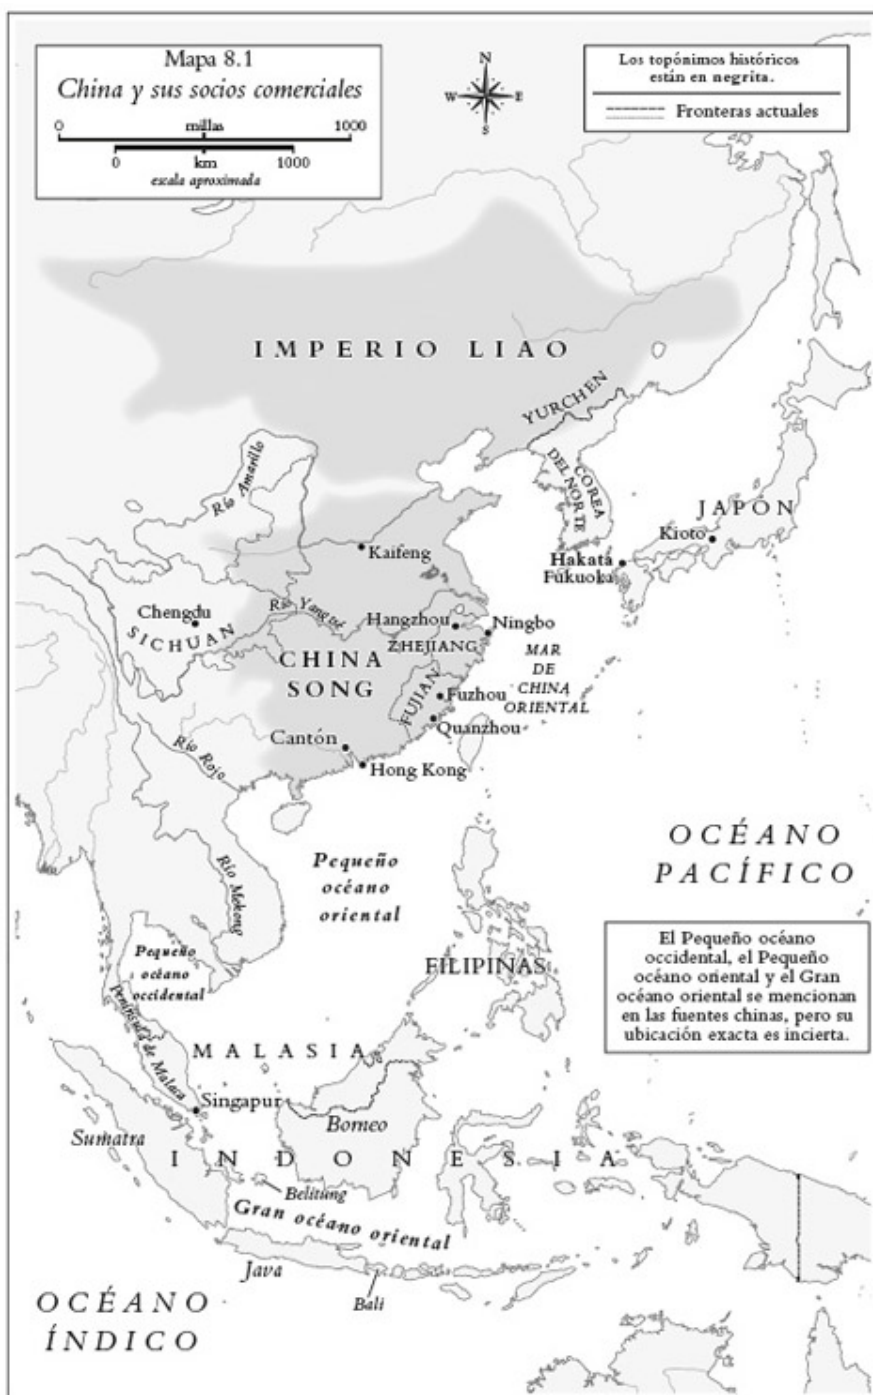 Mapa 8.1
China y sus socios comerciales
0 millas 1000
0 km 1000
escala aproximada
N
W E
S
Los topónimos históricos
están en negrita.
Fronteras actuales
IMPERIO LIAO
YURCHEN
Río Amarillo
COREA
DEL NORTE
JAPÓN
Kioto
Kaifeng
Hakata
Fukuoka
Chengdu
SICHUAN
Río Yangtsé
Hangzhou
Ningbo
ZHEJIANG
CHINA
SONG
MAR
DE
CHINA
ORIENTAL
FUJIAN
Fuzhou
Quanzhou
Cantón
Hong Kong
Río Rojo
Río Mekong
Pequeño
océano
oriental
OCÉANO
PACÍFICO
Pequeño
océano
occidental
FILIPINAS
El Pequeño océano
occidental, el Pequeño
océano oriental y el Gran
océano oriental se mencionan
en las fuentes chinas, pero su
ubicación exacta es incierta.
Península de Malaca
MALASIA
Singapur
Borneo
Sumatra
INDONESIA
Belitung
Gran océano oriental
Java
Bali
OCÉANO
ÍNDICO